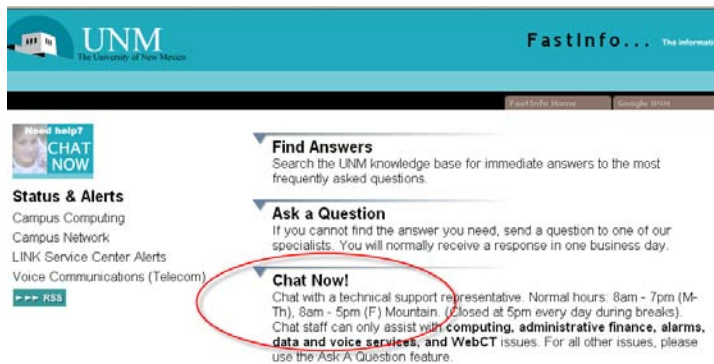 UNM
The University of New Mexico
FastInfo...
The informati
FastInfo Home
Google UNM
Need help?
CHAT
NOW
Status & Alerts
Campus Computing
Campus Network
LINK Service Center Alerts
Voice Communications (Telecom)
RSS
Find Answers
Search the UNM knowledge base for immediate answers to the most
frequently asked questions.
Ask a Question
If you cannot find the answer you need, send a question to one of our
specialists. You will normally receive a response in one business day.
Chat Now!
Chat with a technical support representative. Normal hours: 8am - 7pm (M-
Th), 8am - 5pm (F) Mountain. (Closed at 5pm every day during breaks).
Chat staff can only assist with computing, administrative finance, alarms,
data and voice services, and WebCT issues. For all other issues, please
use the Ask A Question feature.